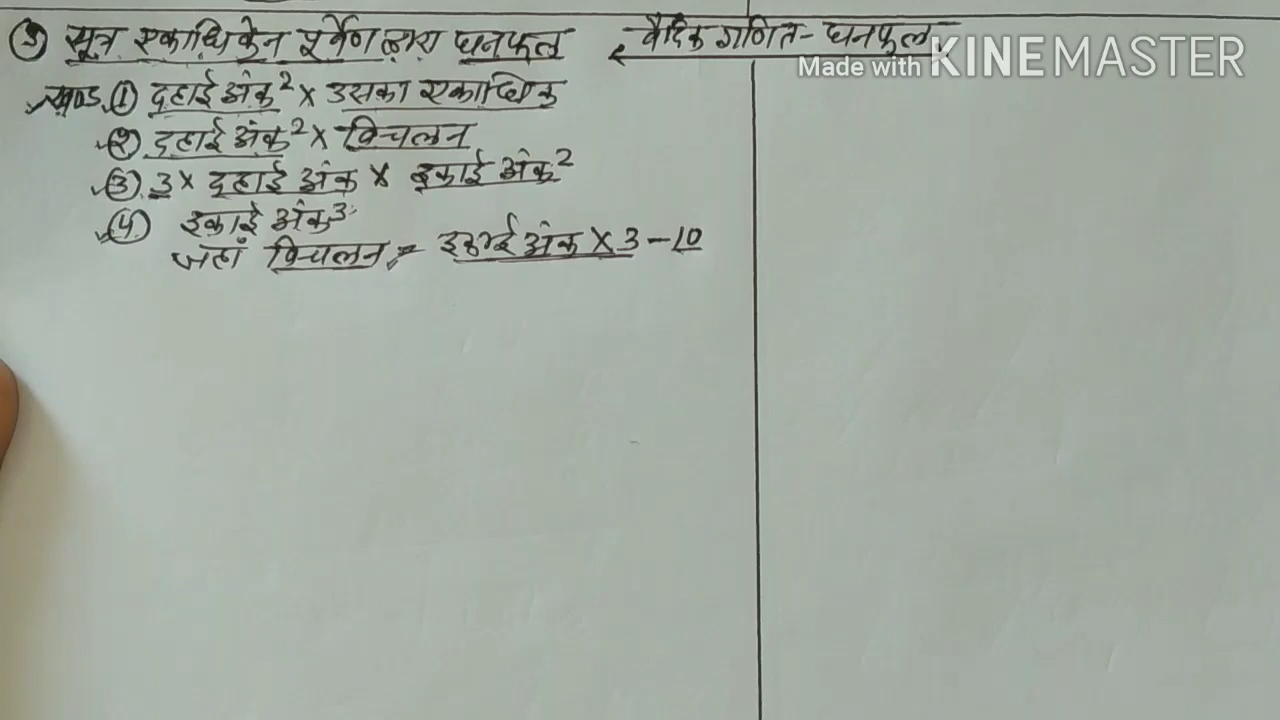 ③ सूत्र एकाधिकेन पूर्वेण द्वारा घनफल
वैदिक गणित - घनफल
Made with KINEMASTER
खण्ड ① दहाई अंक² × उसका एकाधिक
② दहाई अंक² × विचलन
③ 3 × दहाई अंक × इकाई अंक²
④ इकाई अंक³
जहाँ विचलन = इकाई अंक × 3 - 10